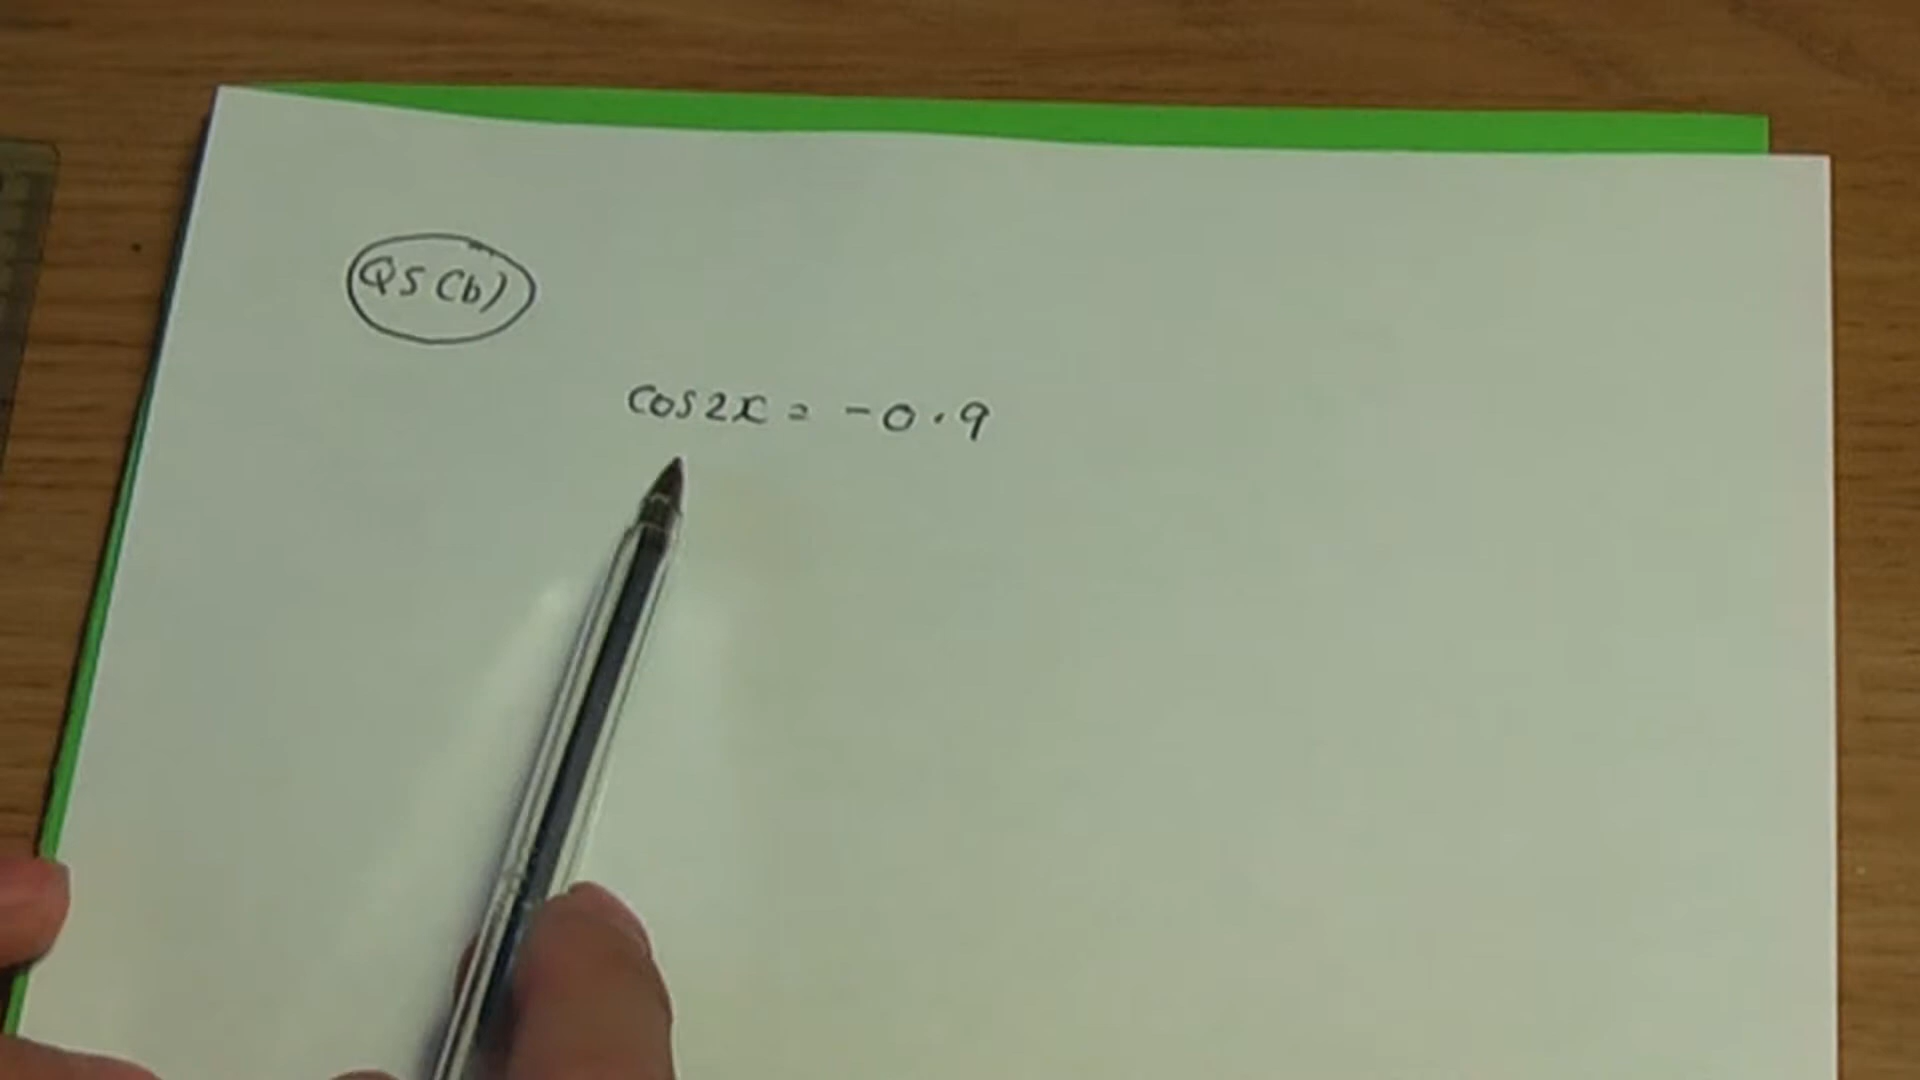 Q5(b)
cos2x = -0.9